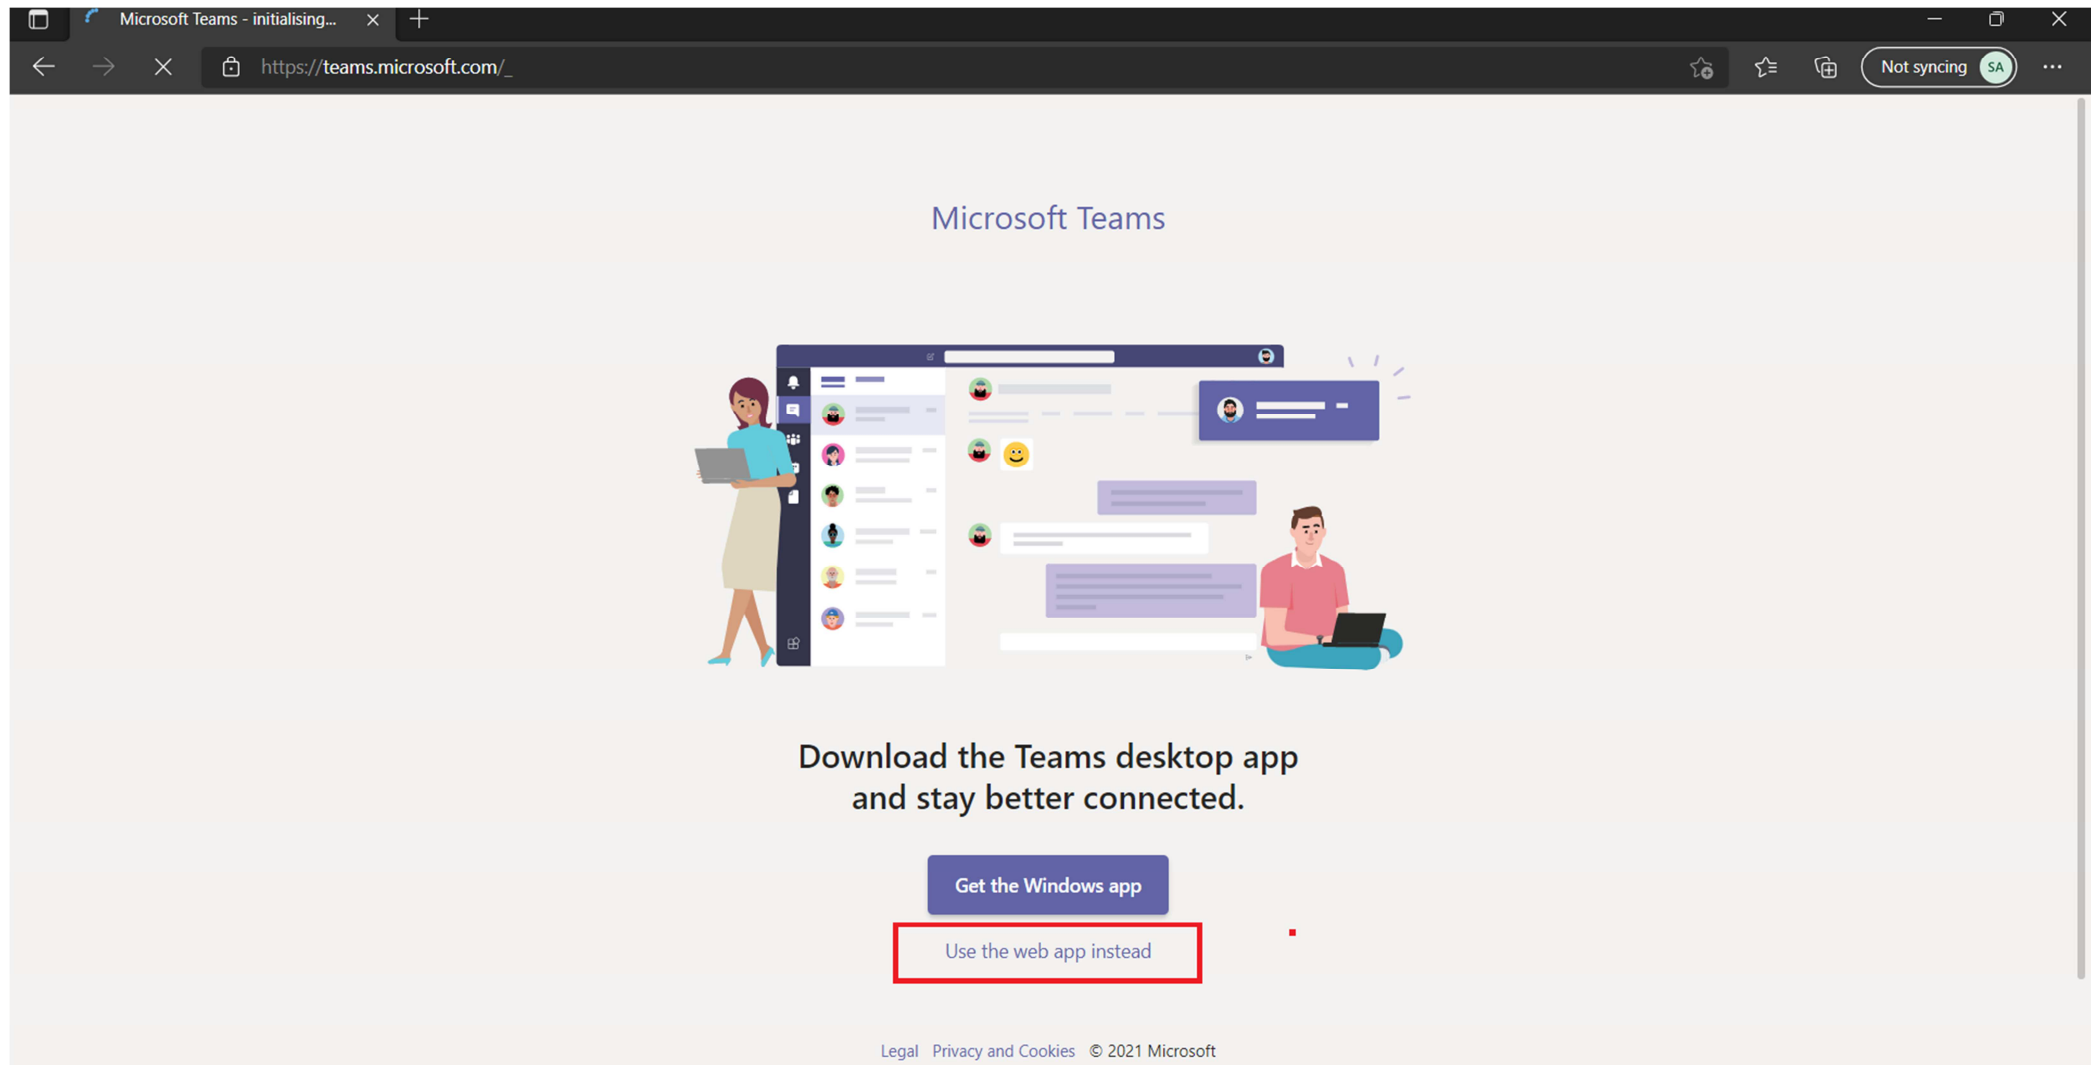 Microsoft Teams - initialising...
https://teams.microsoft.com/_
Not syncing SA
Microsoft Teams
Download the Teams desktop app
and stay better connected.
Get the Windows app
Use the web app instead
Legal Privacy and Cookies © 2021 Microsoft